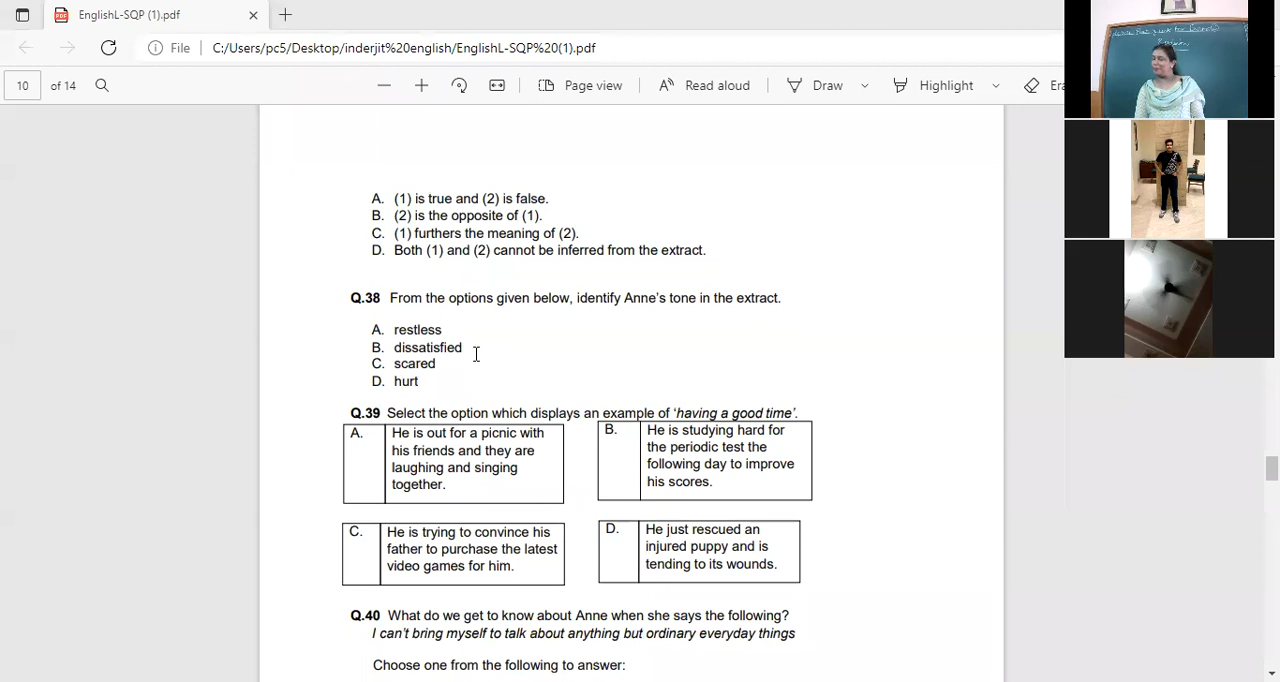 EnglishL-SQP (1).pdf
File
C:/Users/pc5/Desktop/inderjit%20english/EnglishL-SQP%20(1).pdf
10 of 14
Page view
Read aloud
Draw
Highlight
Era
A. (1) is true and (2) is false.
B. (2) is the opposite of (1).
C. (1) furthers the meaning of (2).
D. Both (1) and (2) cannot be inferred from the extract.
Q.38 From the options given below, identify Anne's tone in the extract.
A. restless
B. dissatisfied
C. scared
D. hurt
Q.39 Select the option which displays an example of ‘having a good time’.
A. He is out for a picnic with
his friends and they are
laughing and singing
together.
B. He is studying hard for
the periodic test the
following day to improve
his scores.
C. He is trying to convince his
father to purchase the latest
video games for him.
D. He just rescued an
injured puppy and is
tending to its wounds.
Q.40 What do we get to know about Anne when she says the following?
I can’t bring myself to talk about anything but ordinary everyday things
Choose one from the following to answer: